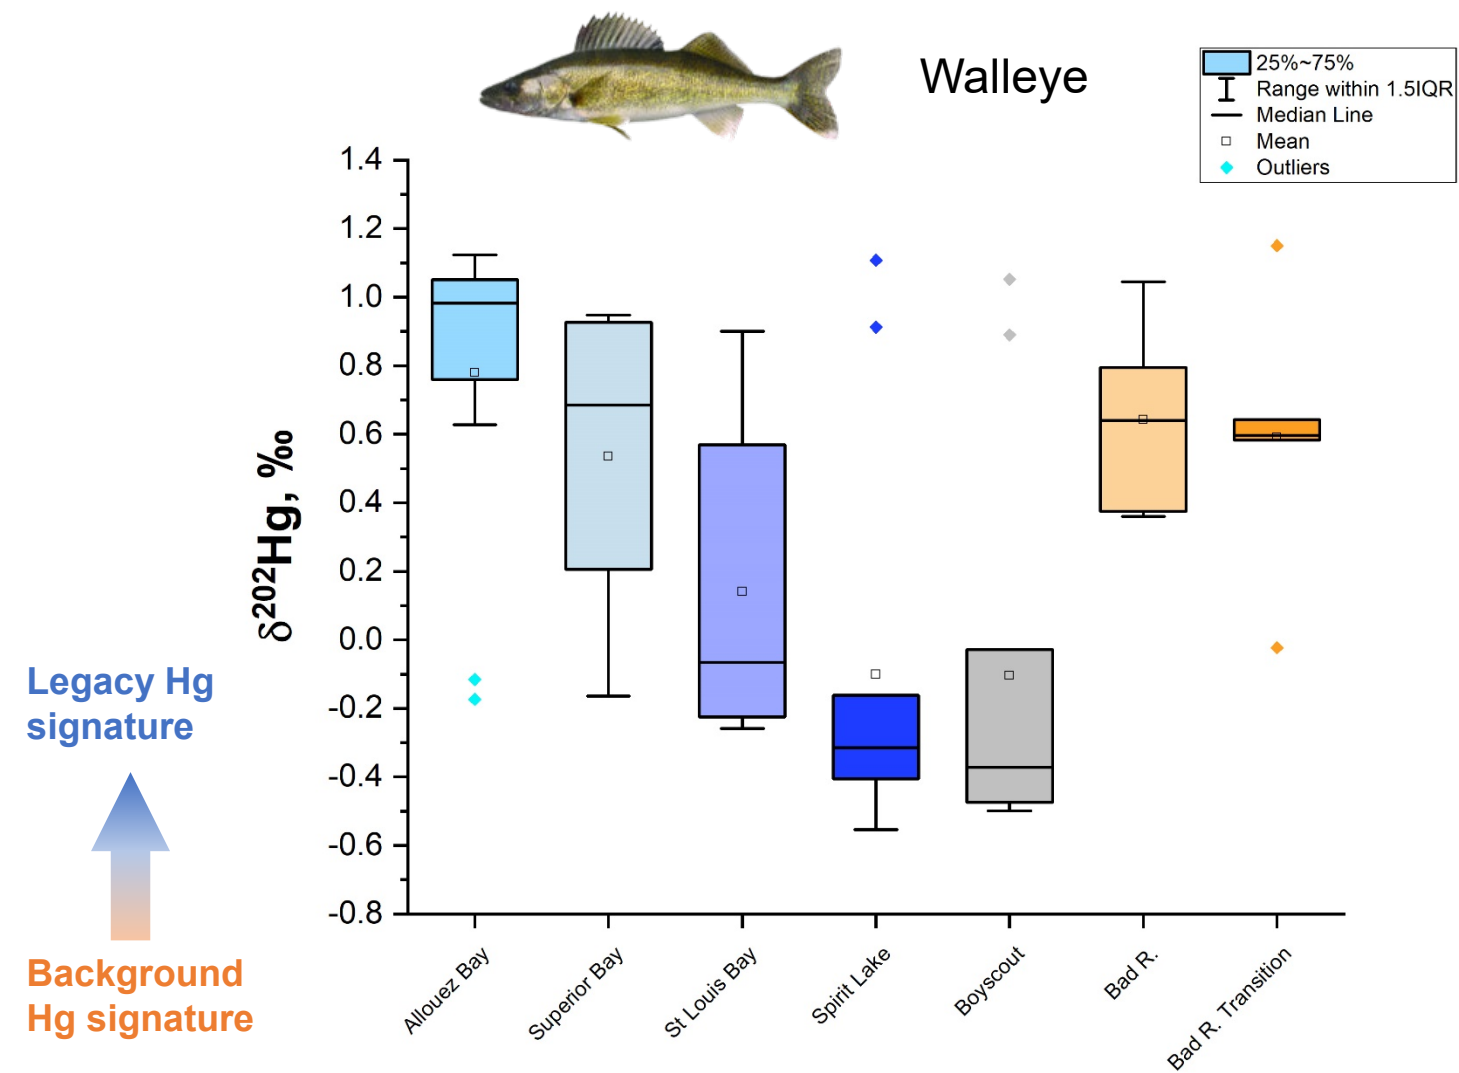 Walleye
25%~75%
Range within 1.5IQR
Median Line
Mean
Outliers
1.4
1.2
1.0
0.8
0.6
0.4
0.2
0.0
-0.2
-0.4
-0.6
-0.8
δ²⁰²Hg, ‰
Legacy Hg
signature
Background
Hg signature
Allouez Bay
Superior Bay
St Louis Bay
Spirit Lake
Boyscout
Bad R.
Bad R. Transition